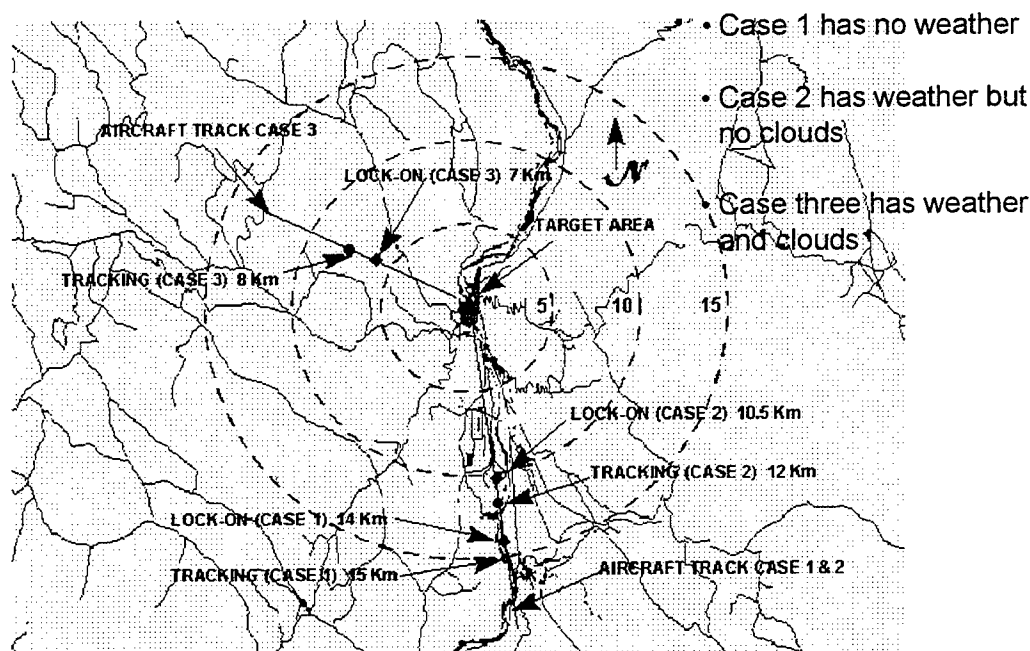 • Case 1 has no weather
• Case 2 has weather but
no clouds
• Case three has weather
and clouds
AIRCRAFT TRACK CASE 3
LOCK-ON (CASE 3) 7 Km
N
TARGET AREA
TRACKING (CASE 3) 8 Km
5 10 15
LOCK-ON (CASE 2) 10.5 Km
TRACKING (CASE 2) 12 Km
LOCK-ON (CASE 1) 14 Km
TRACKING (CASE 1) 15 Km
AIRCRAFT TRACK CASE 1 & 2